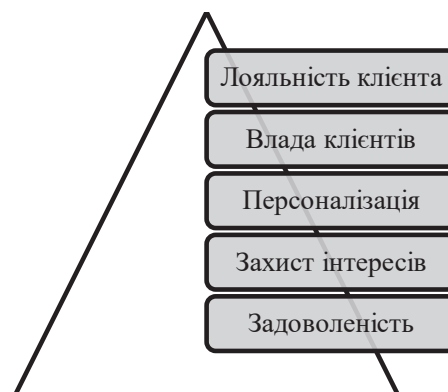 Лояльність клієнта
Влада клієнтів
Персоналізація
Захист інтересів
Задоволеність